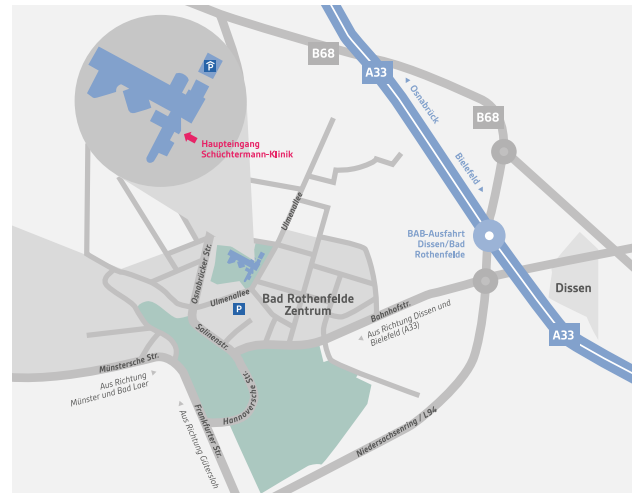 B68
A33
Osnabrück
B68
P
Haupteingang
Schüchtermann-Klinik
Bielefeld
Ulmenallee
BAB-Ausfahrt
Dissen/Bad
Rothenfelde
Osnabrücker Str.
Dissen
Ulmenallee
Bad Rothenfelde
Zentrum
P
Bahnhofstr.
Aus Richtung Dissen und
Bielefeld (A33)
A33
Salinenstr.
Münstersche Str.
Aus Richtung
Münster und Bad Laer
Hannoversche Str.
Frankfurter Str.
Aus Richtung Gütersloh
Niedersachsenring / L94